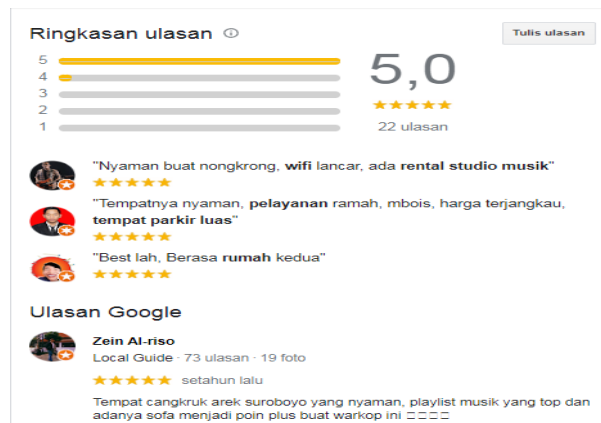 Ringkasan ulasan
Tulis ulasan
5
4
3
2
1
5,0
22 ulasan
"Nyaman buat nongkrong, wifi lancar, ada rental studio musik"
"Tempatnya nyaman, pelayanan ramah, mbois, harga terjangkau,
tempat parkir luas"
"Best lah, Berasa rumah kedua"
Ulasan Google
Zein Al-riso
Local Guide · 73 ulasan · 19 foto
setahun lalu
Tempat cangkruk arek suroboyo yang nyaman, playlist musik yang top dan
adanya sofa menjadi poin plus buat warkop ini □□□□